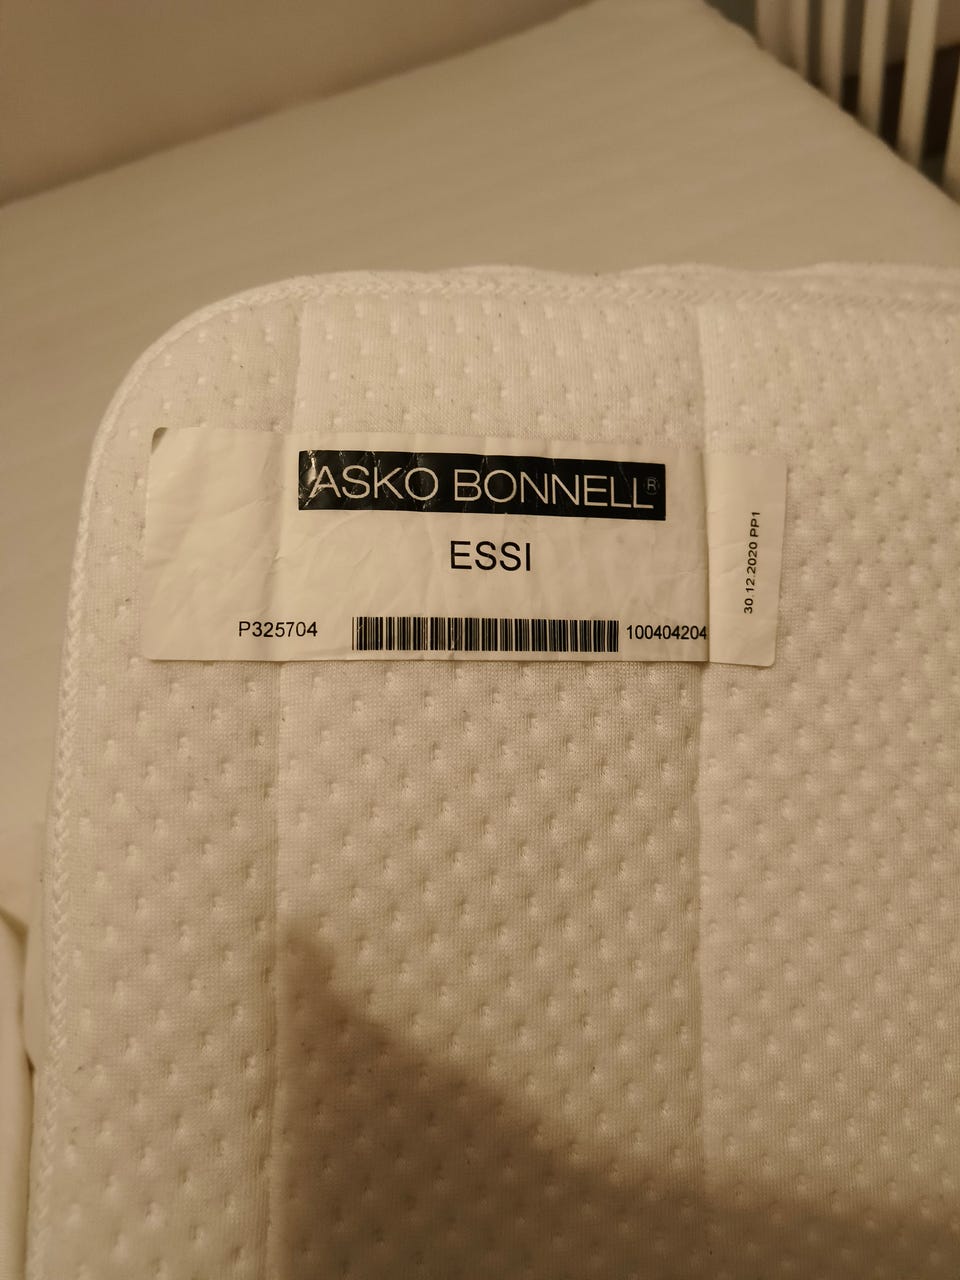 ASKO BONNELL®
ESSI
P325704
100404204
30.12.2020 PP1